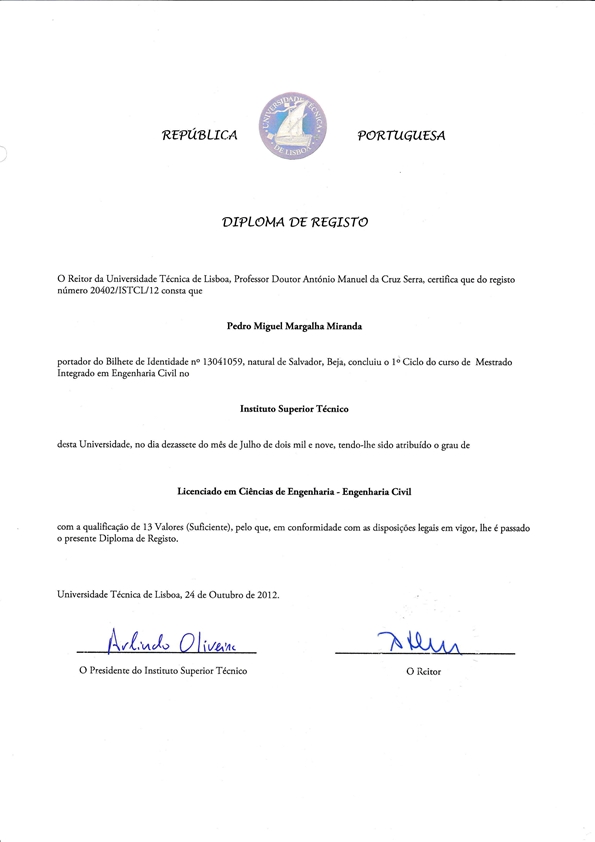 REPÚBLICA PORTUGUESA
UNIVERSIDADE TÉCNICA
DE LISBOA
DIPLOMA DE REGISTO
O Reitor da Universidade Técnica de Lisboa, Professor Doutor António Manuel da Cruz Serra, certifica que do registo
número 20402/ISTCL/12 consta que
Pedro Miguel Margalha Miranda
portador do Bilhete de Identidade nº 13041059, natural de Salvador, Beja, concluiu o 1º Ciclo do curso de Mestrado
Integrado em Engenharia Civil no
Instituto Superior Técnico
desta Universidade, no dia dezassete do mês de Julho de dois mil e nove, tendo-lhe sido atribuído o grau de
Licenciado em Ciências de Engenharia - Engenharia Civil
com a qualificação de 13 Valores (Suficiente), pelo que, em conformidade com as disposições legais em vigor, lhe é passado
o presente Diploma de Registo.
Universidade Técnica de Lisboa, 24 de Outubro de 2012.
Arlindo Oliveira
O Presidente do Instituto Superior Técnico O Reitor